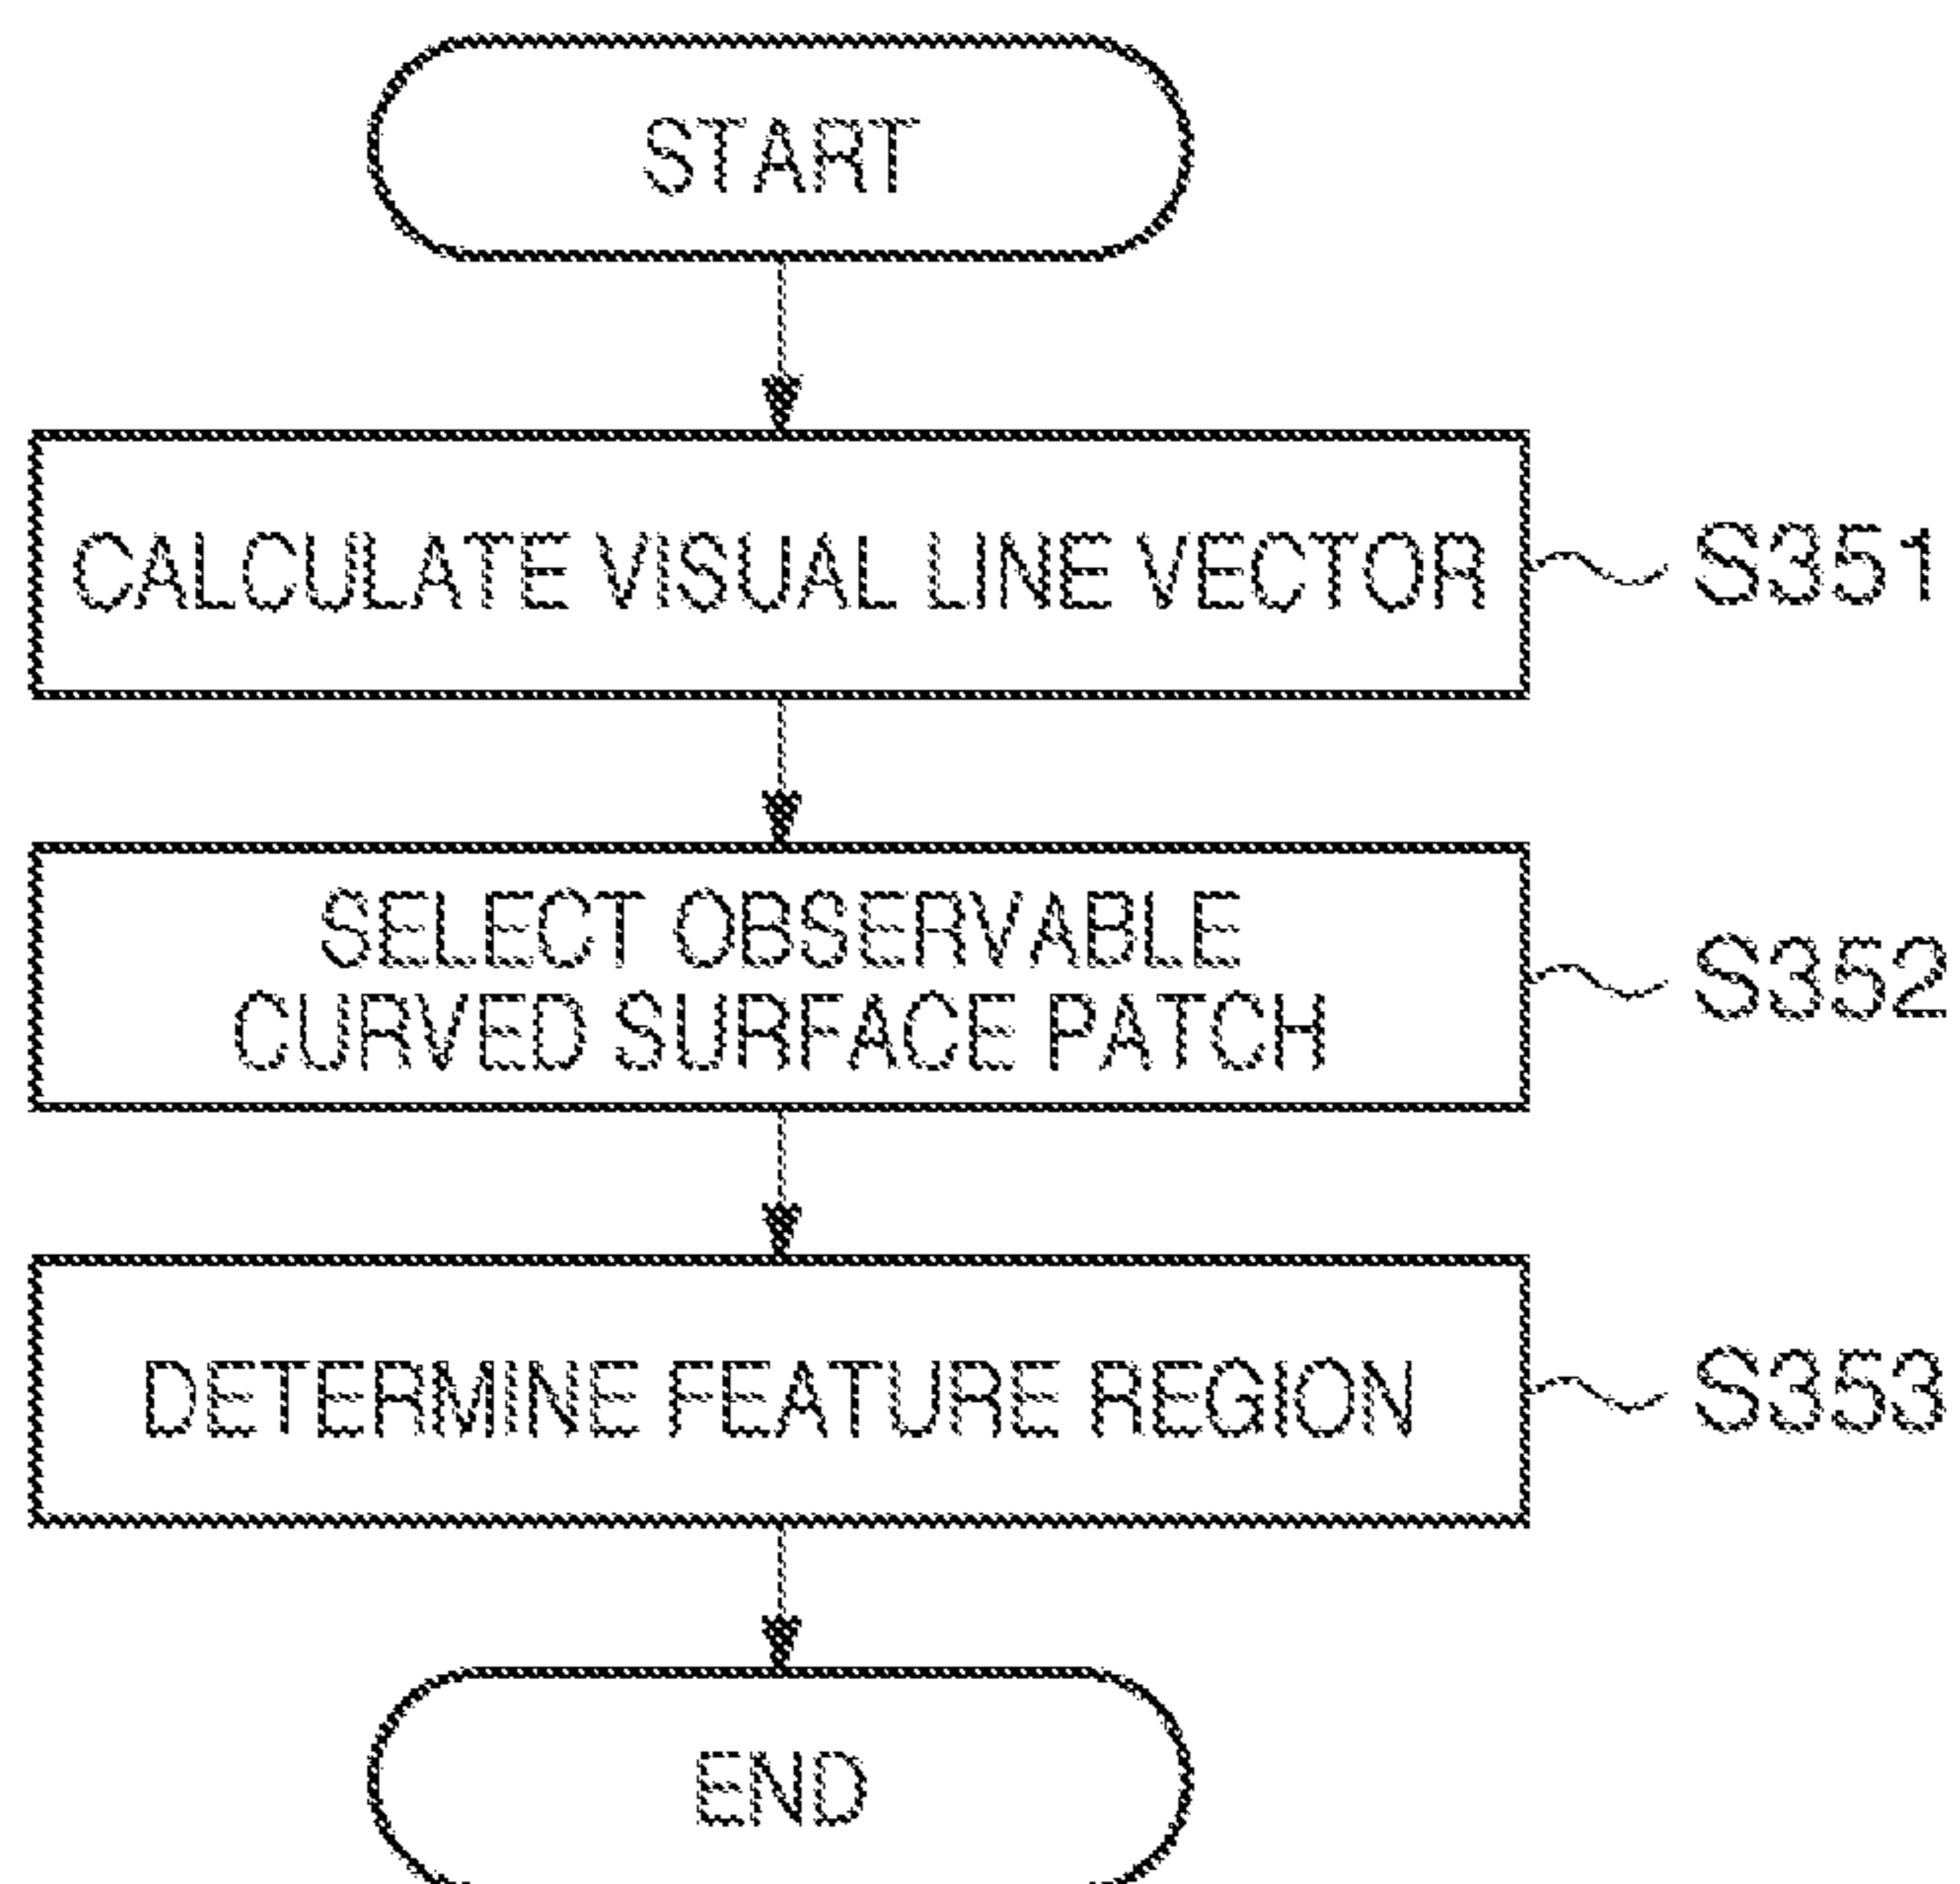 START
CALCULATE VISUAL LINE VECTOR
S351
SELECT OBSERVABLE
CURVED SURFACE PATCH
S352
DETERMINE FEATURE REGION
S353
END